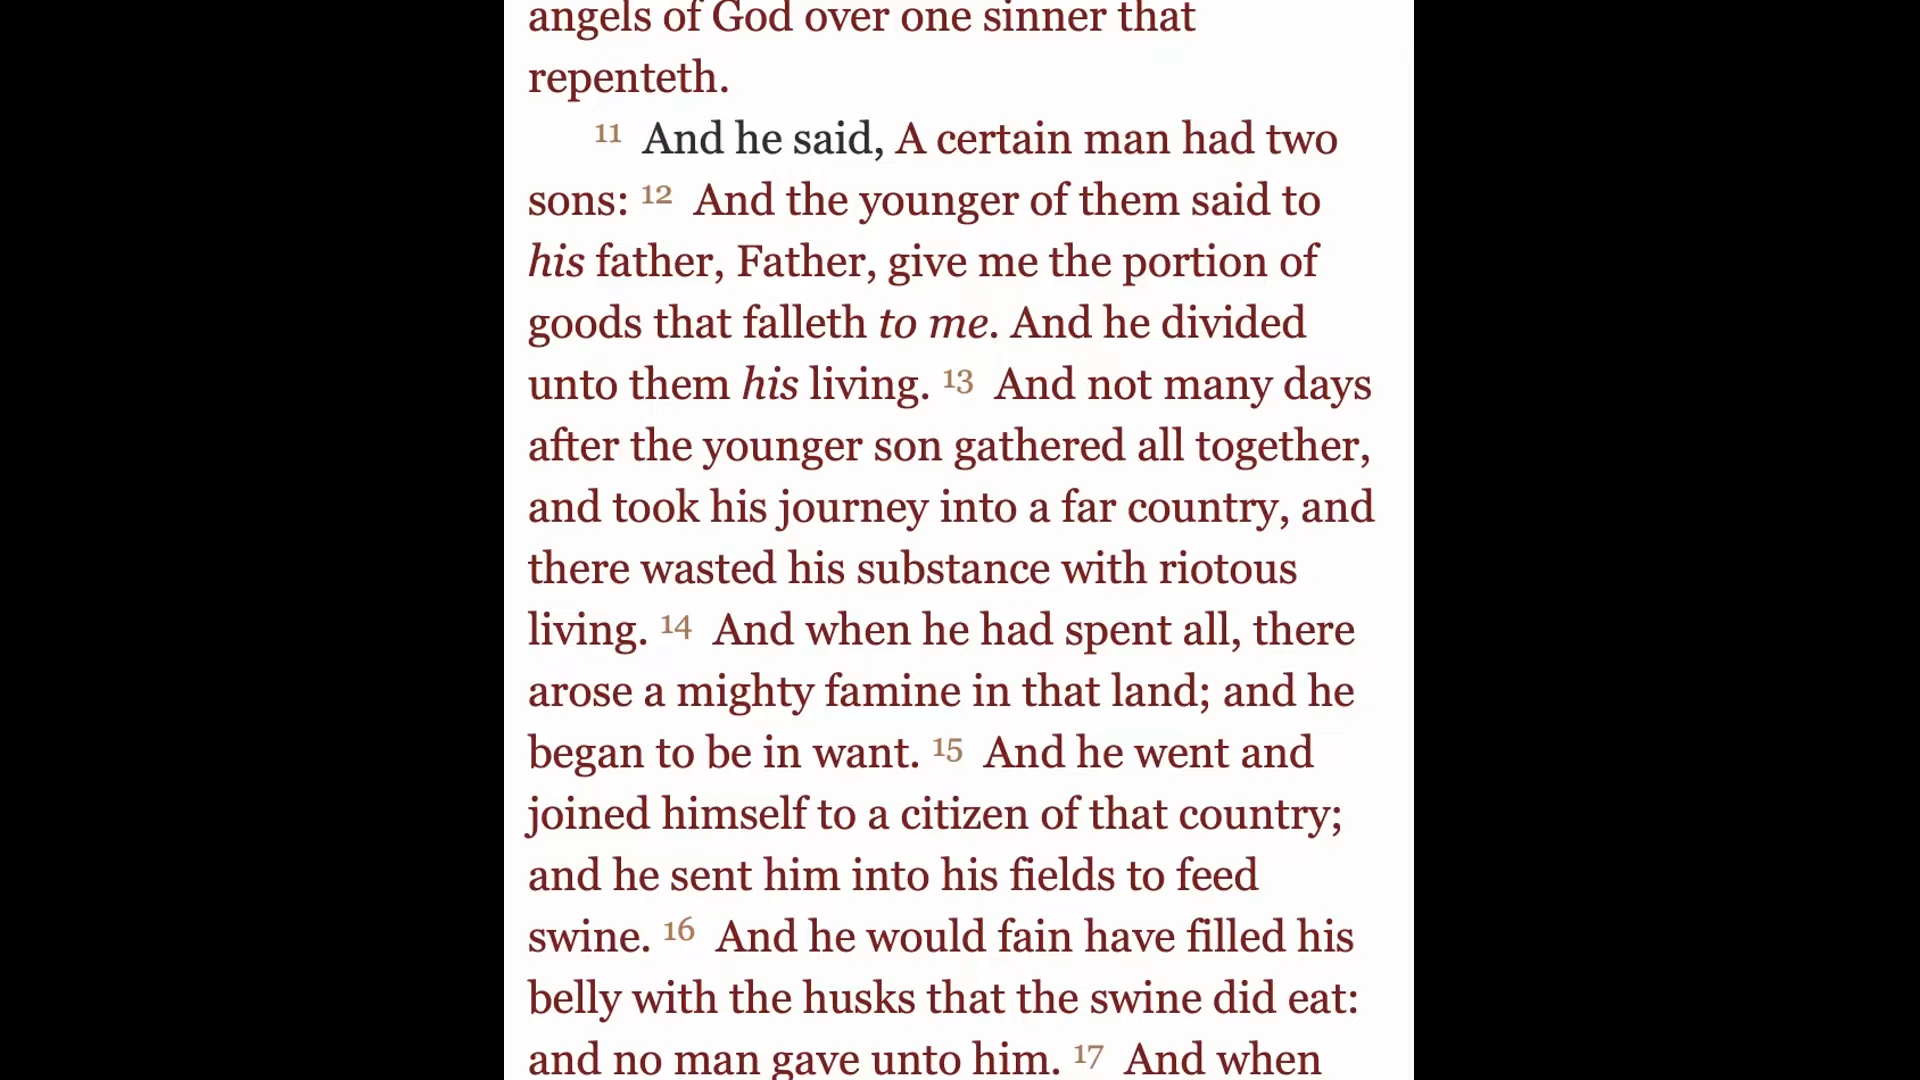 angels of God over one sinner that
repenteth.
11 And he said, A certain man had two
sons: 12 And the younger of them said to
his father, Father, give me the portion of
goods that falleth to me. And he divided
unto them his living. 13 And not many days
after the younger son gathered all together,
and took his journey into a far country, and
there wasted his substance with riotous
living. 14 And when he had spent all, there
arose a mighty famine in that land; and he
began to be in want. 15 And he went and
joined himself to a citizen of that country;
and he sent him into his fields to feed
swine. 16 And he would fain have filled his
belly with the husks that the swine did eat:
and no man gave unto him. 17 And when